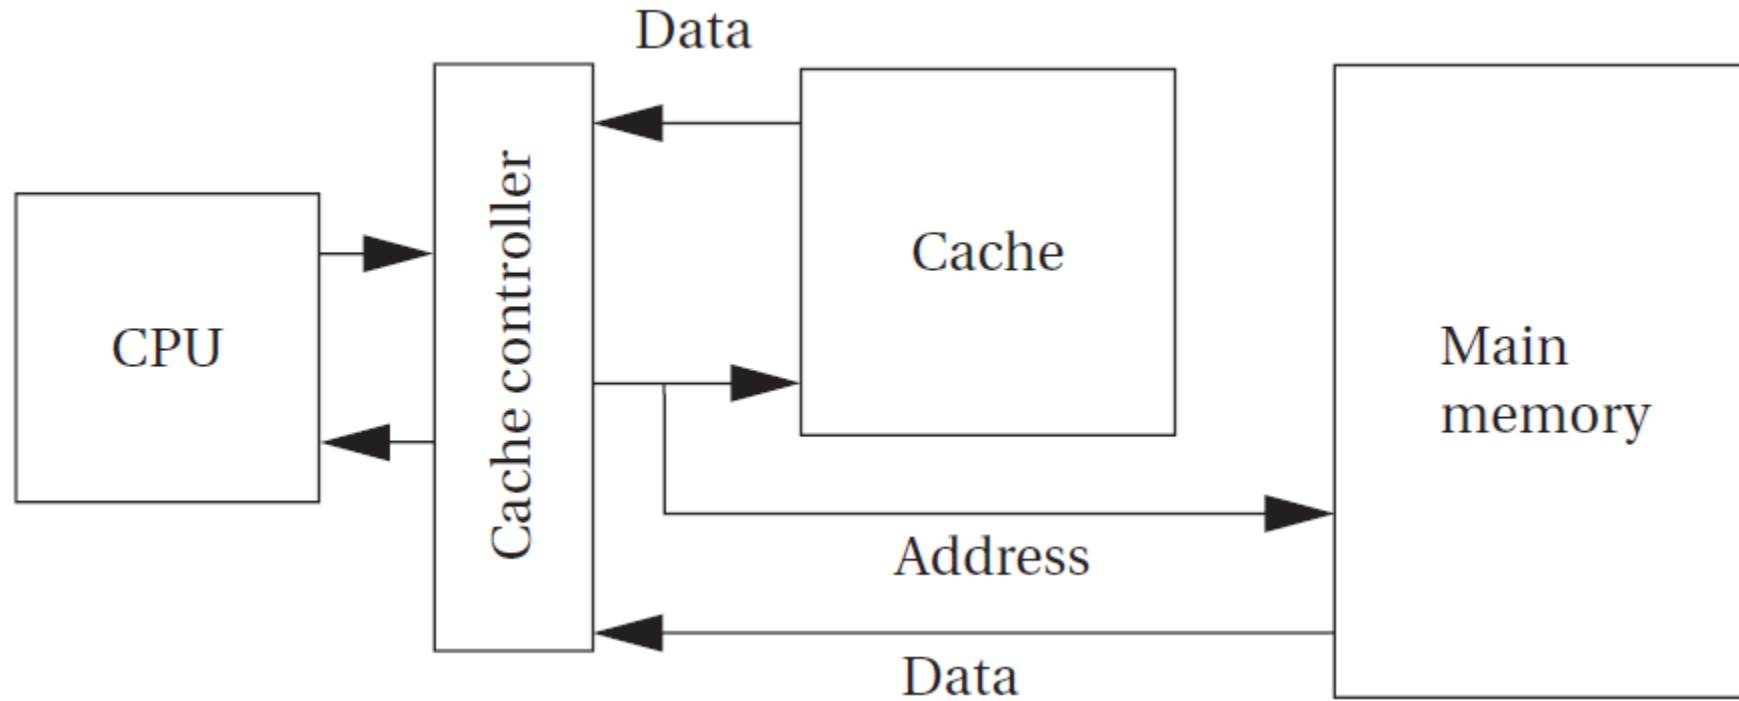 Data
Cache controller
CPU
Cache
Main
memory
Address
Data